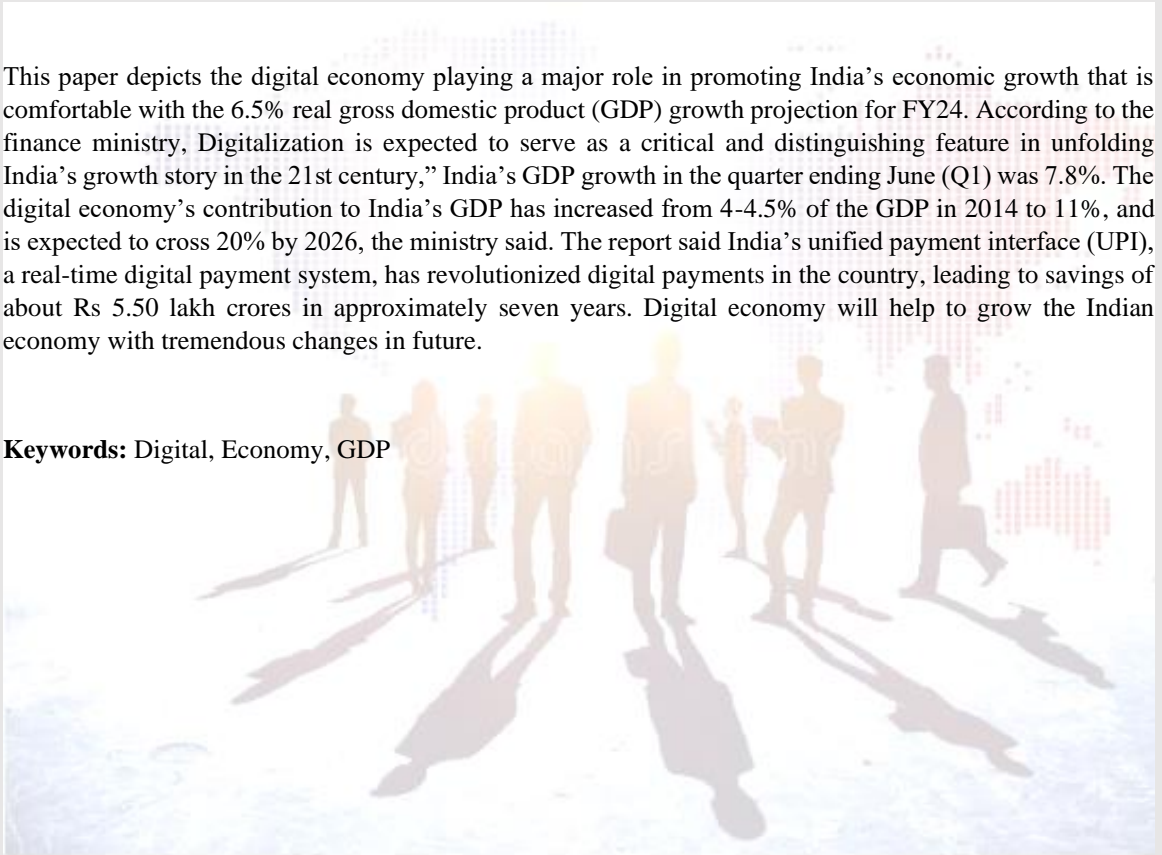 This paper depicts the digital economy playing a major role in promoting India’s economic growth that is
comfortable with the 6.5% real gross domestic product (GDP) growth projection for FY24. According to the
finance ministry, Digitalization is expected to serve as a critical and distinguishing feature in unfolding
India’s growth story in the 21st century,” India’s GDP growth in the quarter ending June (Q1) was 7.8%. The
digital economy’s contribution to India’s GDP has increased from 4-4.5% of the GDP in 2014 to 11%, and
is expected to cross 20% by 2026, the ministry said. The report said India’s unified payment interface (UPI),
a real-time digital payment system, has revolutionized digital payments in the country, leading to savings of
about Rs 5.50 lakh crores in approximately seven years. Digital economy will help to grow the Indian
economy with tremendous changes in future.
Keywords: Digital, Economy, GDP